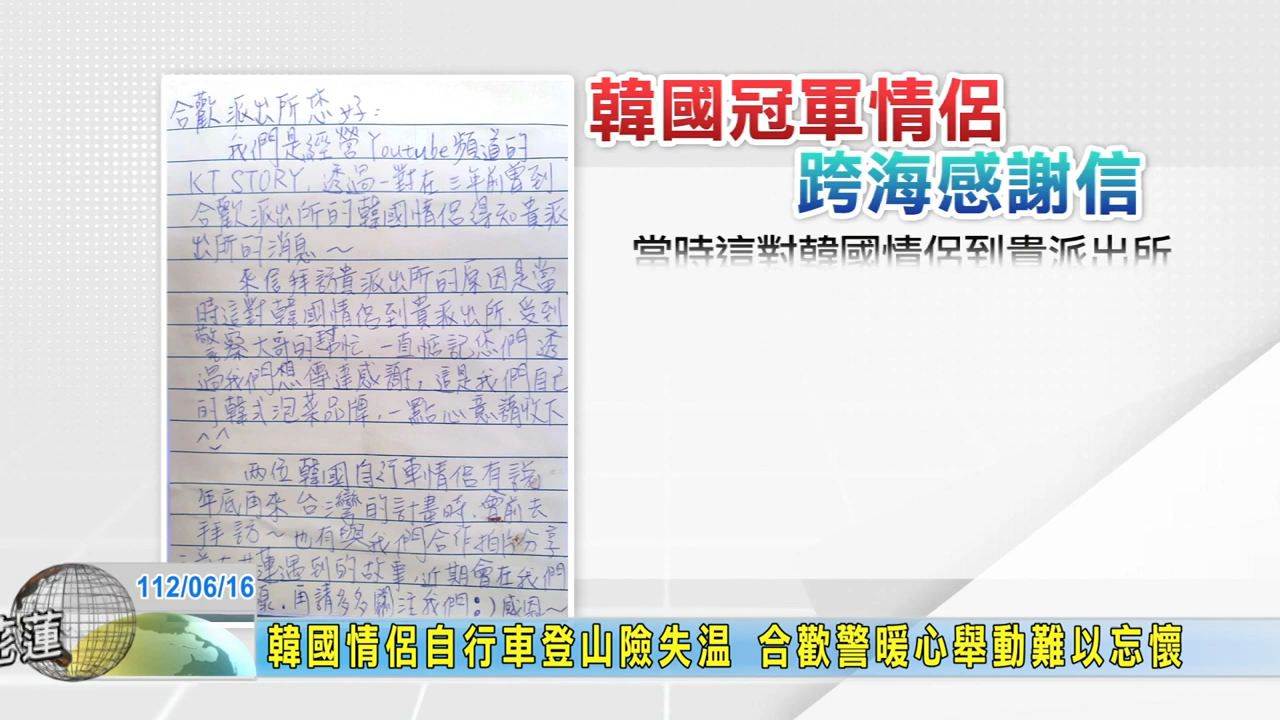 合歡派出所您好:
我們是經營Youtube頻道的
KT STORY, 透過一對在三年前曾到
合歡派出所的韓國情侶得知貴派
出所的消息~
來信拜訪貴派出所的原因是當
時這對韓國情侶到貴派出所,受到
警察大哥的幫忙,一直惦記您們透
過我們想傳達感謝,這是我們自己
的韓式泡菜品牌,一點心意請收下
^_^
兩位韓國自行車情侶有說
年底再來台灣的計畫時,會前去
拜訪~也有與我們合作拍片分享
蓮遇到的故事,近期會在我們
,再請多多關注我們:)感恩~
韓國冠軍情侶
跨海感謝信
當時這對韓國情侶到貴派出所
112/06/16
花蓮
韓國情侶自行車登山險失温 合歡警暖心舉動難以忘懷